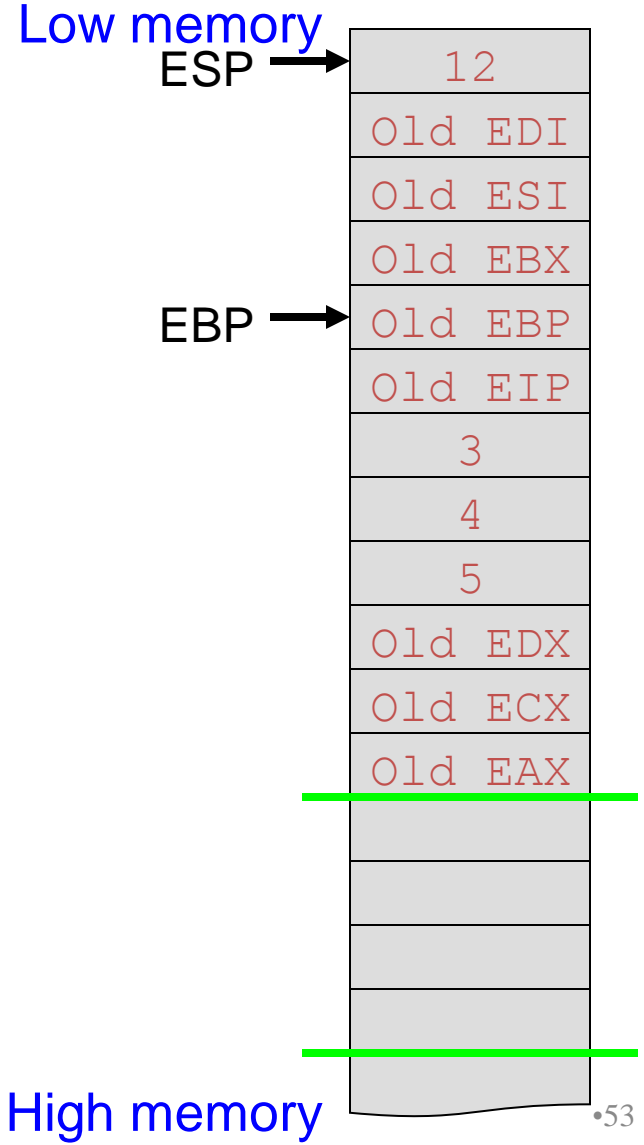 Low memory
ESP
12
Old EDI
Old ESI
Old EBX
EBP
Old EBP
Old EIP
3
4
5
Old EDX
Old ECX
Old EAX
High memory
•53